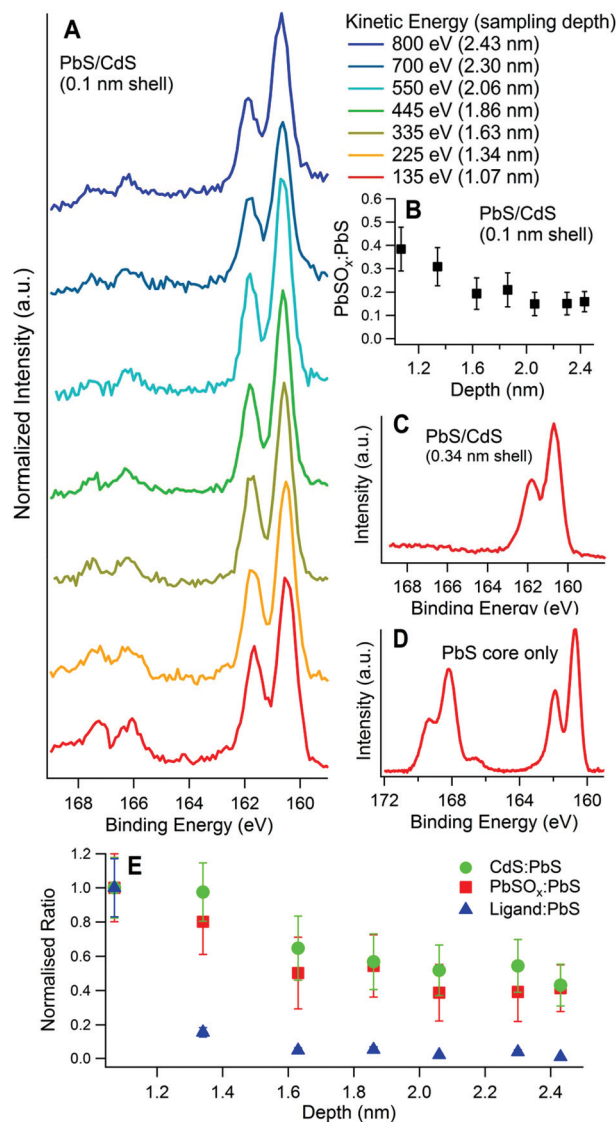 A
PbS/CdS
(0.1 nm shell)
Kinetic Energy (sampling depth)
800 eV (2.43 nm)
700 eV (2.30 nm)
550 eV (2.06 nm)
445 eV (1.86 nm)
335 eV (1.63 nm)
225 eV (1.34 nm)
135 eV (1.07 nm)
Normalized Intensity (a.u.)
168 166 164 162 160
Binding Energy (eV)
B
PbS/CdS
(0.1 nm shell)
PbSOx:PbS
0.6
0.5
0.4
0.3
0.2
0.1
0.0
1.2 1.6 2.0 2.4
Depth (nm)
C
PbS/CdS
(0.34 nm shell)
Intensity (a.u.)
168 166 164 162 160
Binding Energy (eV)
D
PbS core only
Intensity (a.u.)
172 168 164 160
Binding Energy (eV)
E
CdS:PbS
PbSOx:PbS
Ligand:PbS
Normalised Ratio
1.0
0.8
0.6
0.4
0.2
0.0
1.2 1.4 1.6 1.8 2.0 2.2 2.4
Depth (nm)